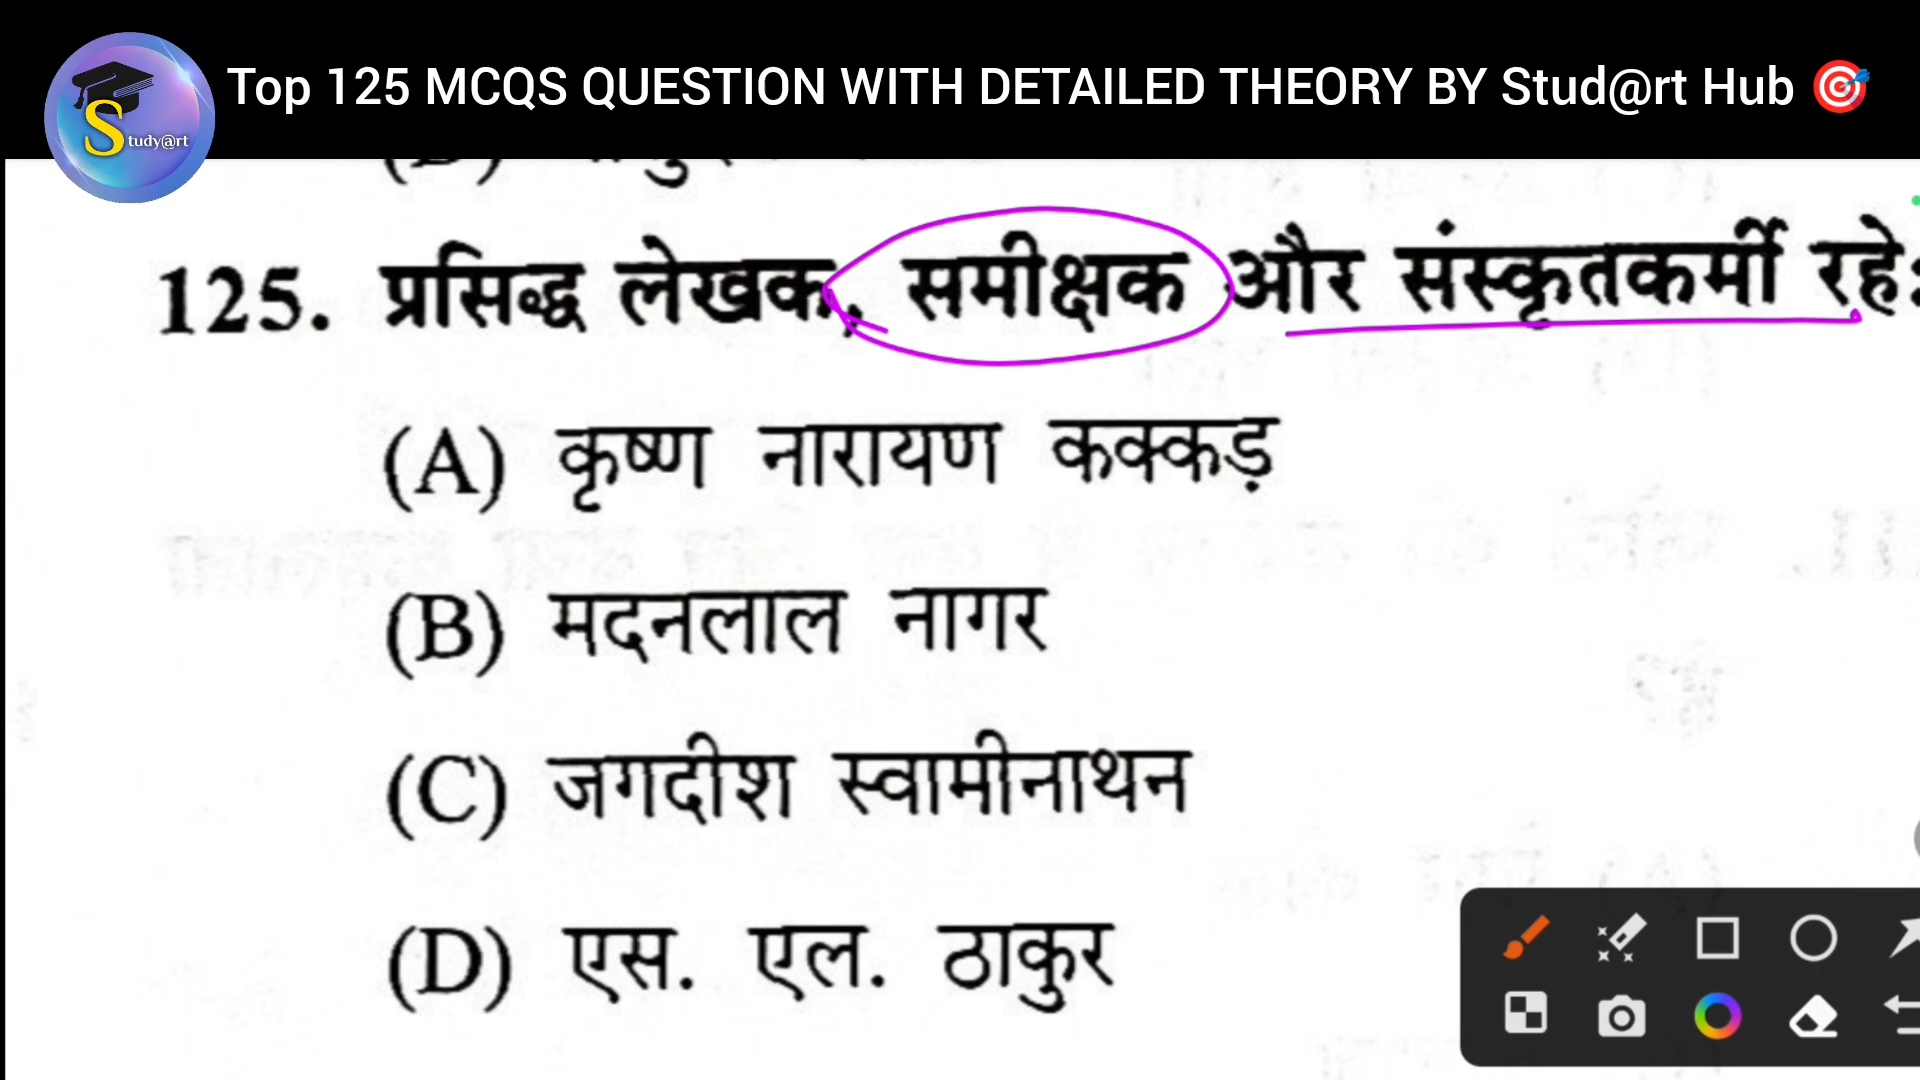 Top 125 MCQS QUESTION WITH DETAILED THEORY BY Stud@rt Hub 🎯
Study@rt
125. प्रसिद्ध लेखक, समीक्षक और संस्कृतकर्मी रहे
(A) कृष्ण नारायण कक्कड़
(B) मदनलाल नागर
(C) जगदीश स्वामीनाथन
(D) एस. एल. ठाकुर